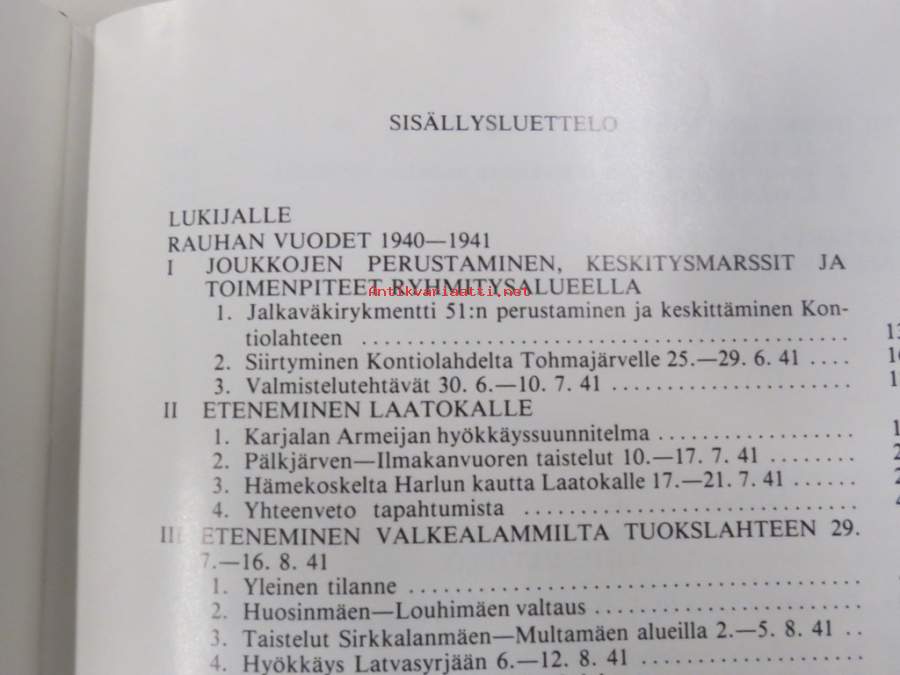 SISÄLLYSLUETTELO
LUKIJALLE
RAUHAN VUODET 1940—1941
I JOUKKOJEN PERUSTAMINEN, KESKITYSMARSSIT JA
TOIMENPITEET RYHMITYSALUEELLA
Antikvariaatti.net
1. Jalkaväkirykmentti 51:n perustaminen ja keskittäminen Kon-
tiolahteen ................................................
2. Siirtyminen Kontiolahdelta Tohmajärvelle 25.—29. 6. 41 ....
3. Valmistelutehtävät 30. 6.—10. 7. 41 ........................
II ETENEMINEN LAATOKALLE
1. Karjalan Armeijan hyökkäyssuunnitelma ...................
2. Pälkjärven—Ilmakanvuoren taistelut 10.—17. 7. 41 ........
3. Hämekoskelta Harlun kautta Laatokalle 17.—21. 7. 41 ......
4. Yhteenveto tapahtumista ................................
III ETENEMINEN VALKEALAMMILTA TUOKSLAHTEEN 29.
7.—16. 8. 41
1. Yleinen tilanne ............................................
2. Huosinmäen—Louhimäen valtaus ..........................
3. Taistelut Sirkkalanmäen—Multamäen alueilla 2.—5. 8. 41 ..
4. Hyökkäys Latvasyrjään 6.—12. 8. 41 ......................